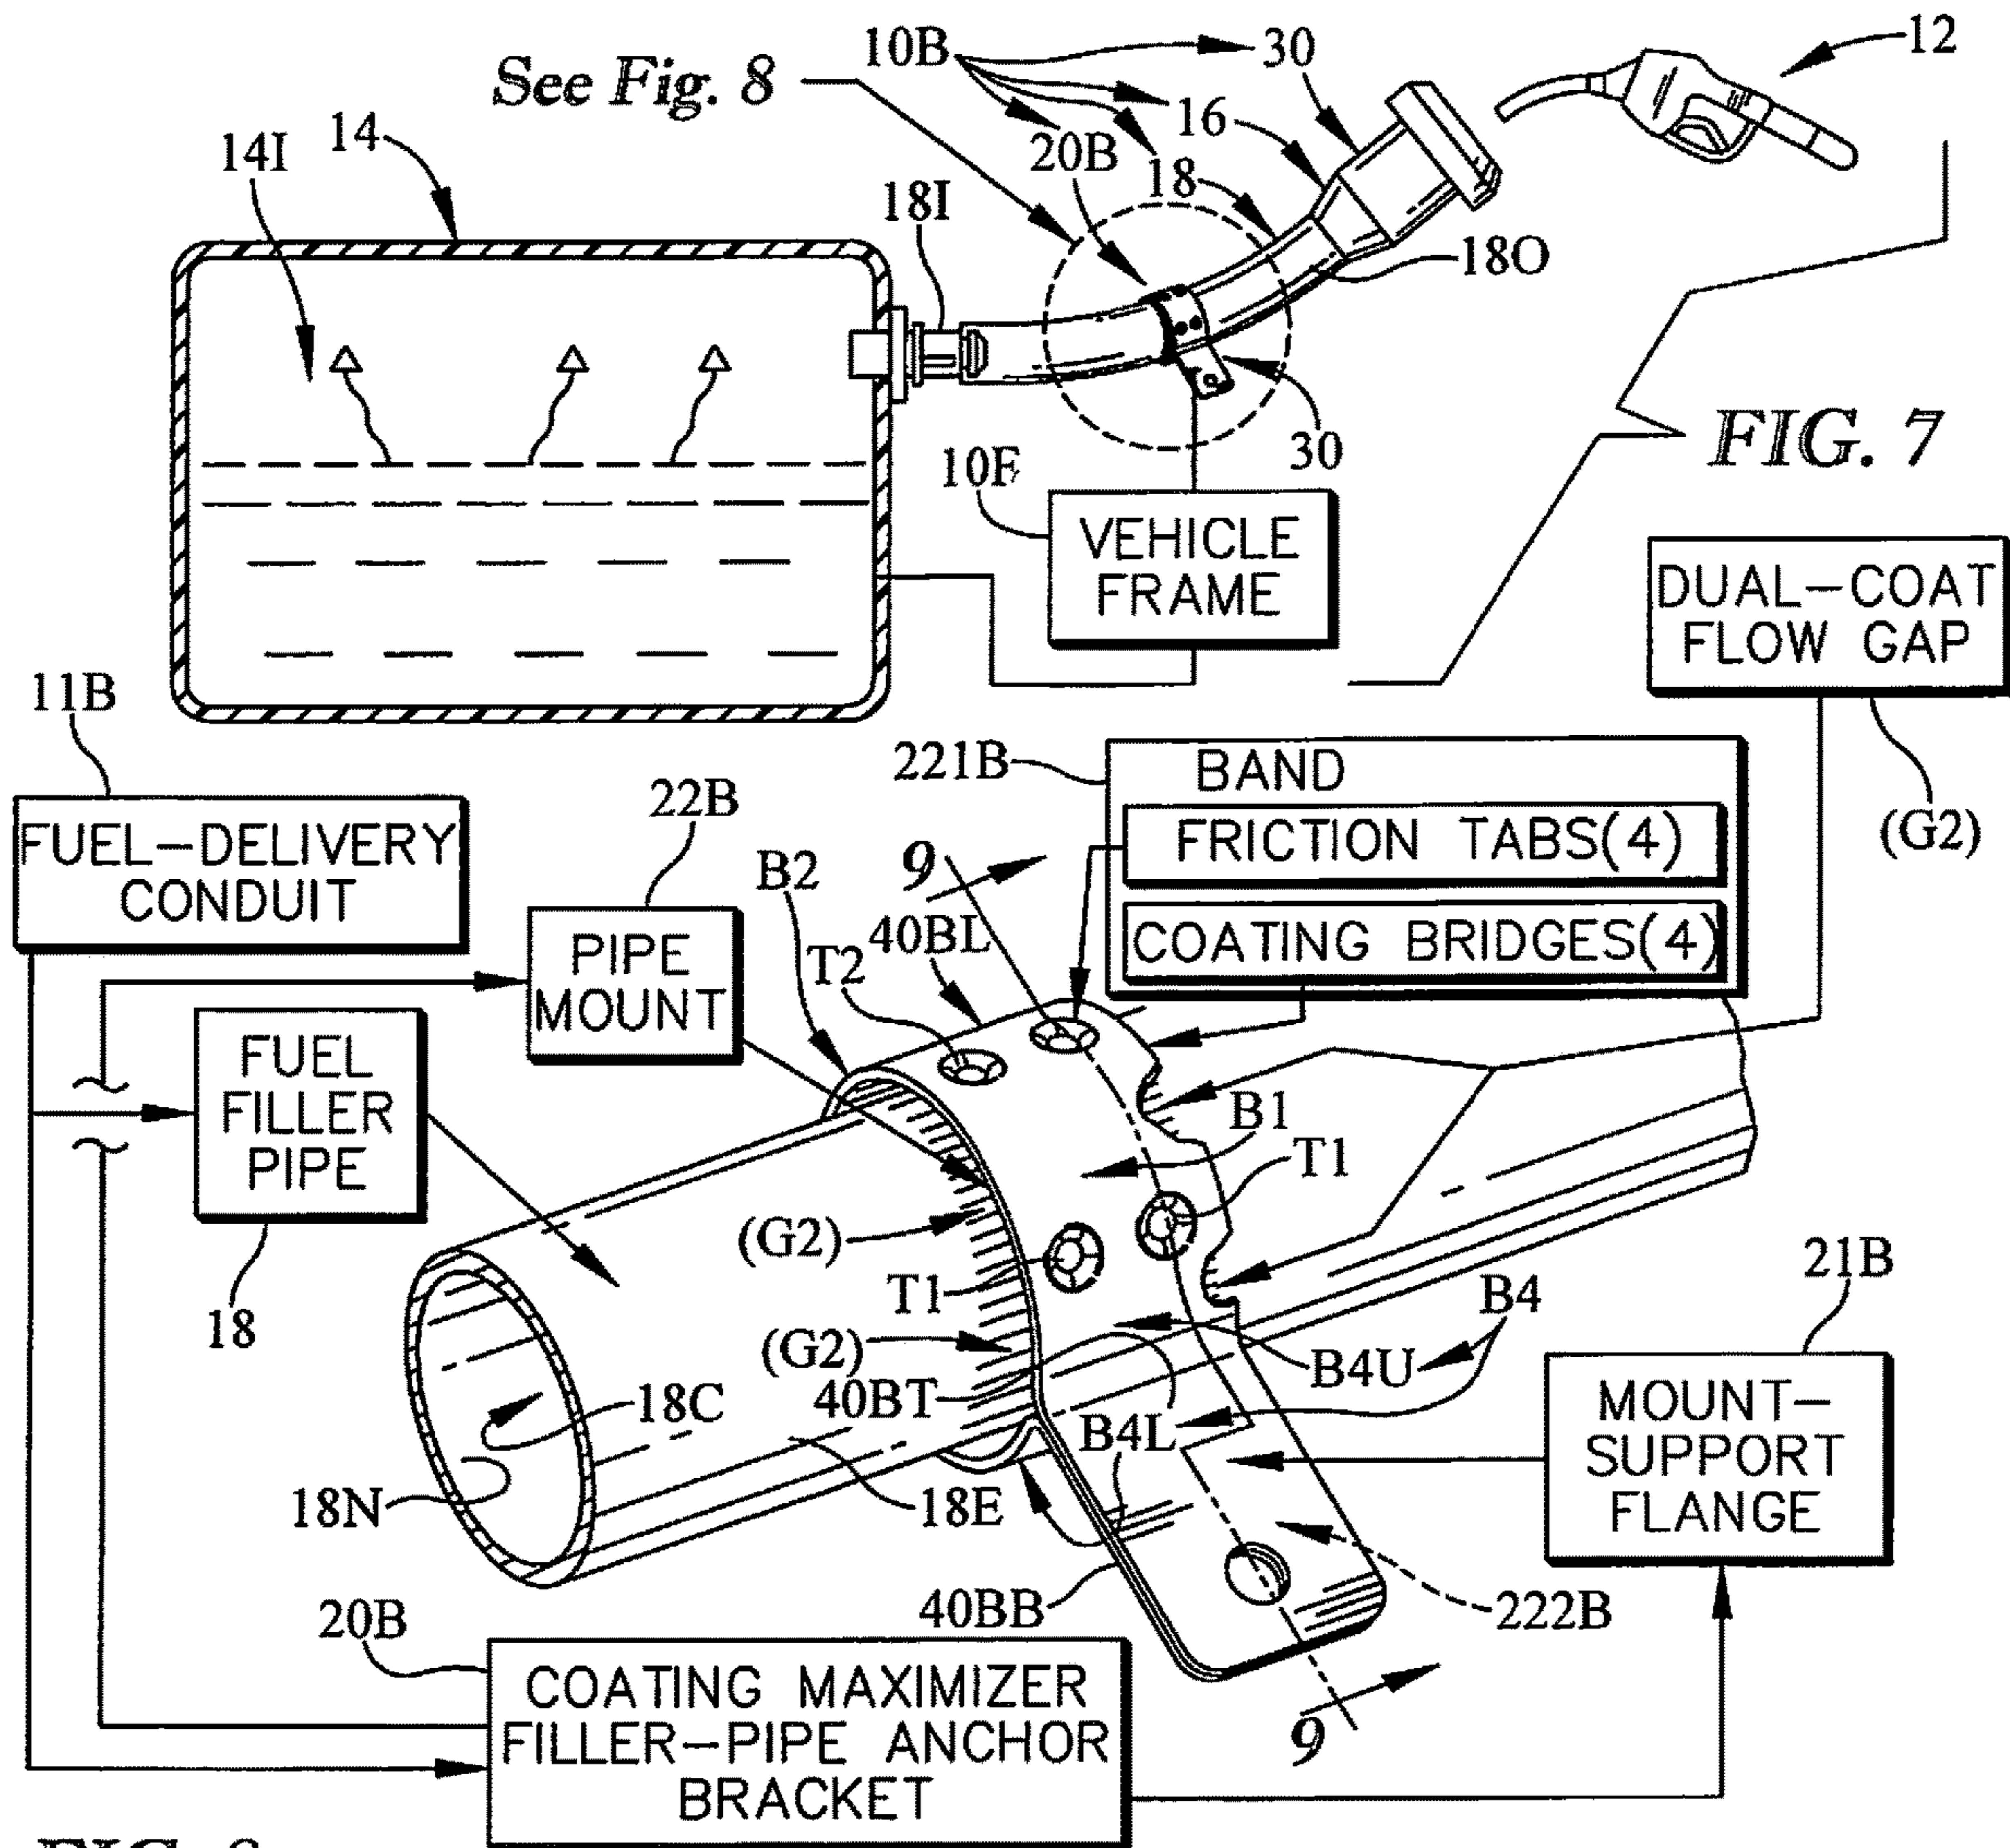 10B
30
12
See Fig. 8
14
16
14I
20B
18
18I
18O
30
10F
FIG. 7
VEHICLE
FRAME
DUAL-COAT
FLOW GAP
11B
221B
BAND
22B
(G2)
FRICTION TABS(4)
FUEL-DELIVERY
CONDUIT
B2
9
COATING BRIDGES(4)
PIPE
MOUNT
40BL
T2
FUEL
FILLER
PIPE
B1
T1
(G2)
21B
T1
B4
18
(G2)
B4U
40BT
18C
B4L
MOUNT-
SUPPORT
FLANGE
18N
18E
40BB
222B
20B
COATING MAXIMIZER
FILLER-PIPE ANCHOR
BRACKET
9